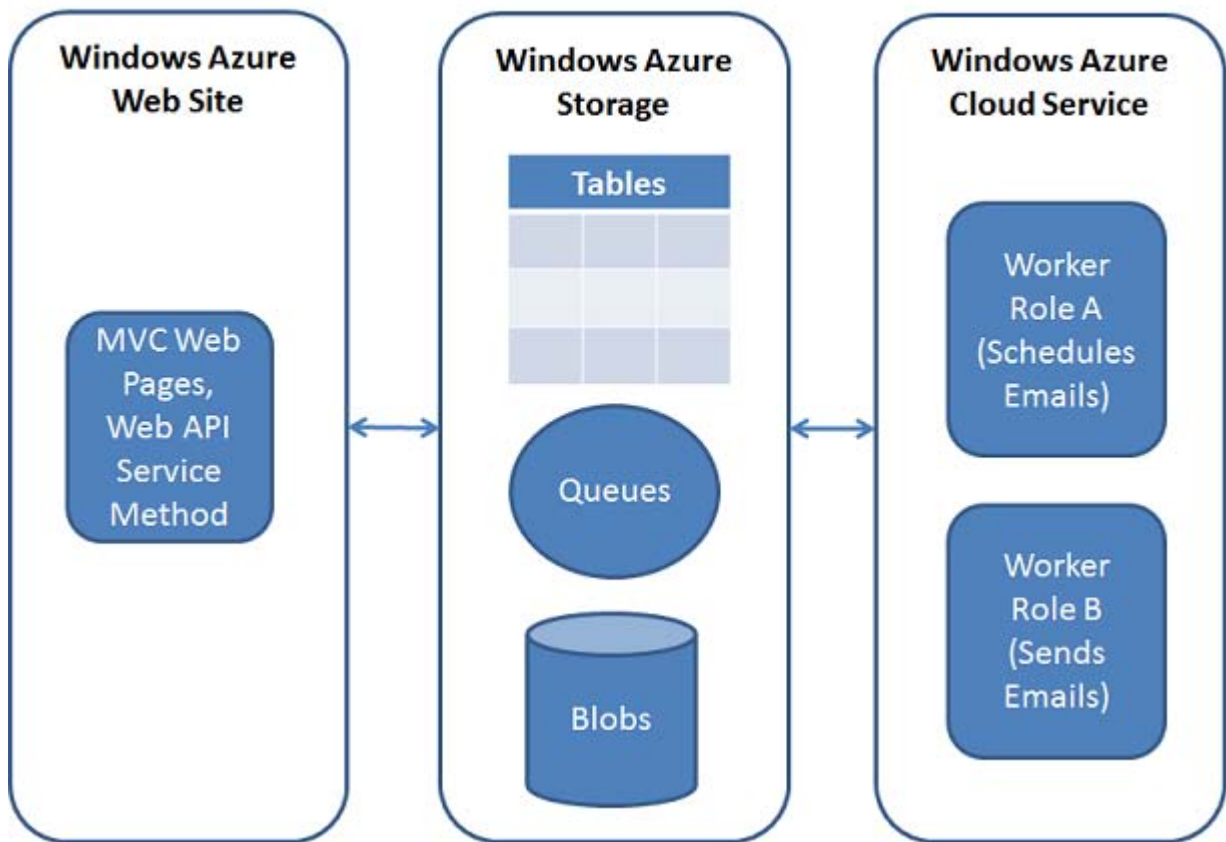 Windows Azure
Web Site
MVC Web
Pages,
Web API
Service
Method
Windows Azure
Storage
Tables
Queues
Blobs
Windows Azure
Cloud Service
Worker
Role A
(Schedules
Emails)
Worker
Role B
(Sends
Emails)